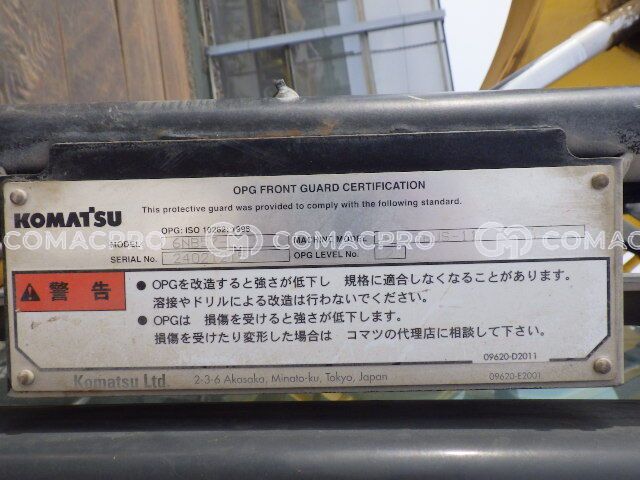 OPG FRONT GUARD CERTIFICATION
This protective guard was provided to comply with the following standard.
KOMATSU
OPG: ISO 10262:1998
MODEL: MACHINE MODEL
SERIAL No. OPG LEVEL No.
COMACPRO COMACPRO COMACPRO
警告
● OPGを改造すると強さが低下し 規格に適合しなくなることがあります。
溶接やドリルによる改造は行わないでください。
● OPGは 損傷を受けると強さが低下します。
損傷を受けたり変形した場合は コマツの代理店に相談して下さい。
09620-D2011
Komatsu Ltd. 2-3-6 Akasaka, Minato-ku, Tokyo, Japan 09620-E2001